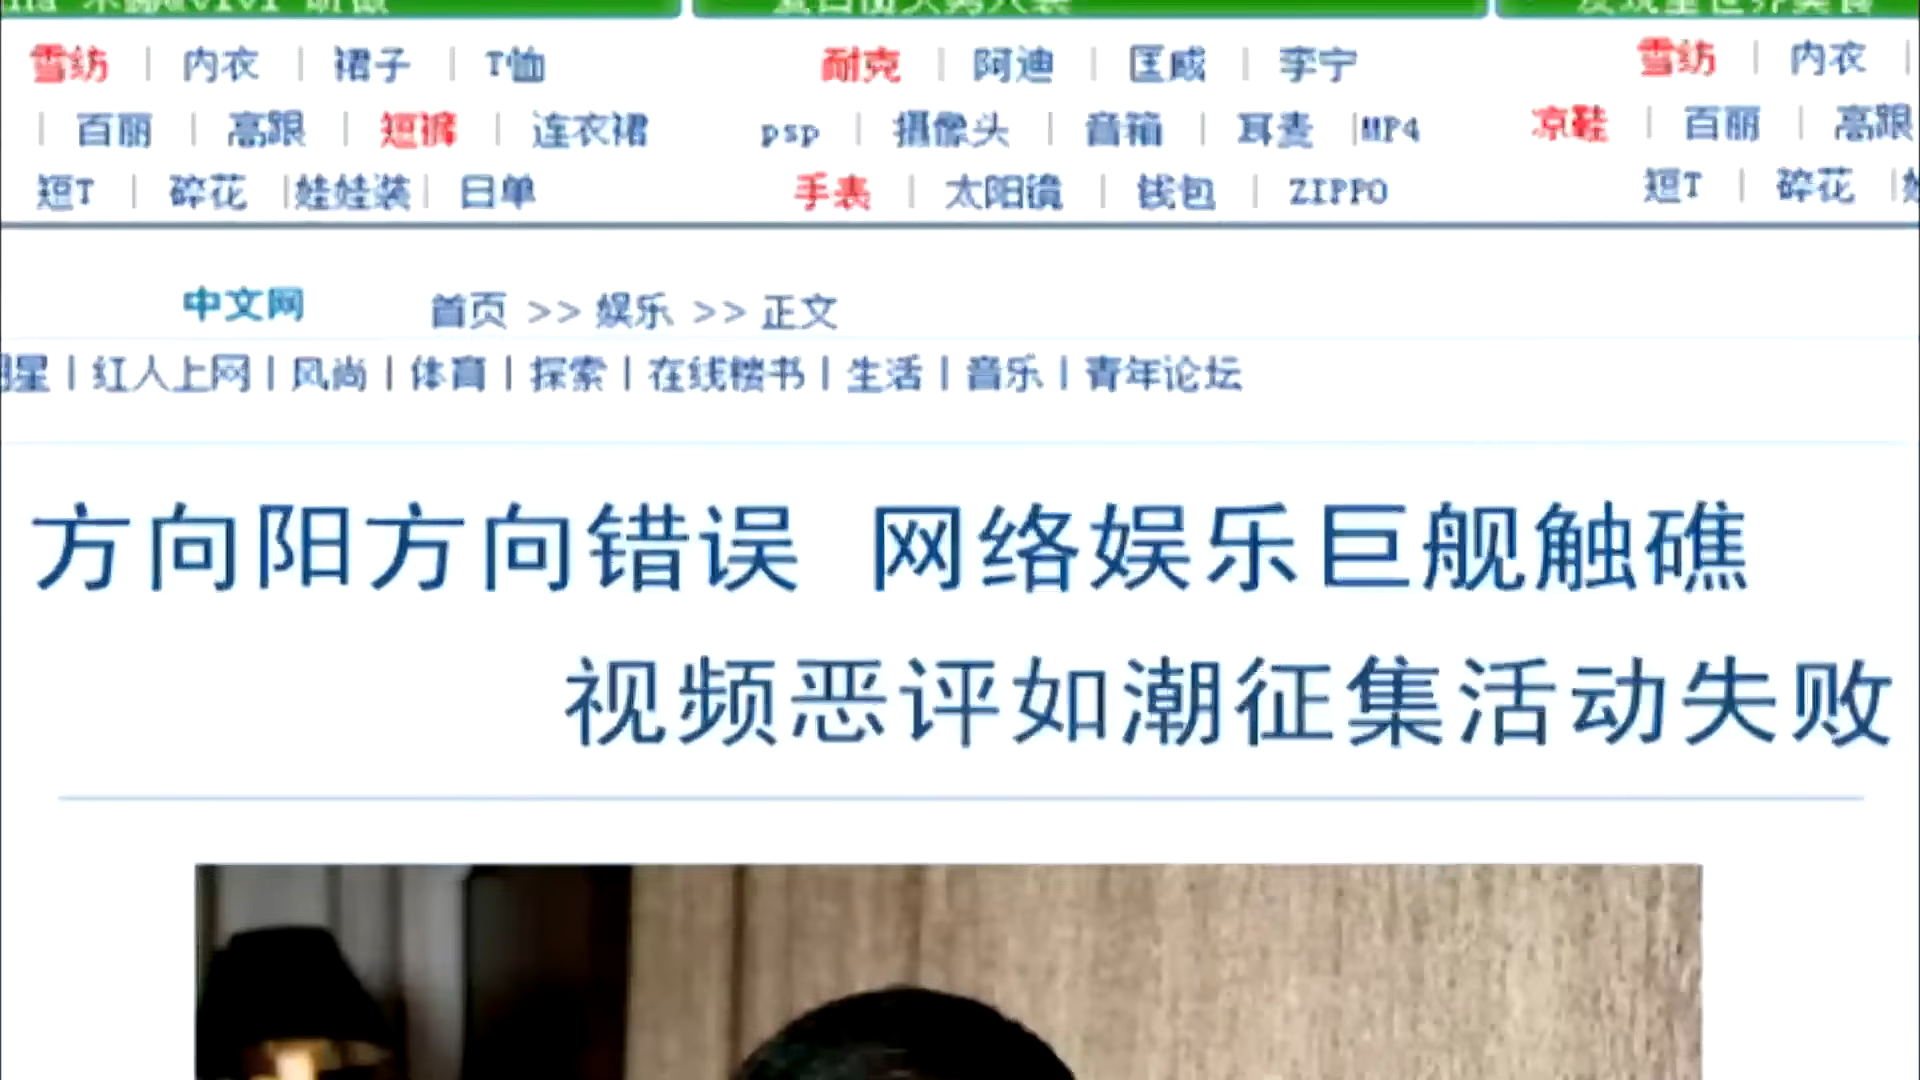 雪纺 | 内衣 | 裙子 | T恤 耐克 | 阿迪 | 匡威 | 李宁 雪纺 | 内衣 |
| 百丽 | 高跟 | 短裤 | 连衣裙 psp | 摄像头 | 音箱 | 耳麦 |MP4 凉鞋 | 百丽 | 高跟
短T | 碎花 |娃娃装| 日单 手表 | 太阳镜 | 钱包 | ZIPPO 短T | 碎花 |
中文网 首页 >> 娱乐 >> 正文
明星 | 红人上网 | 风尚 | 体育 | 探索 | 在线楼书 | 生活 | 音乐 | 青年论坛
方向阳方向错误 网络娱乐巨舰触礁
视频恶评如潮征集活动失败